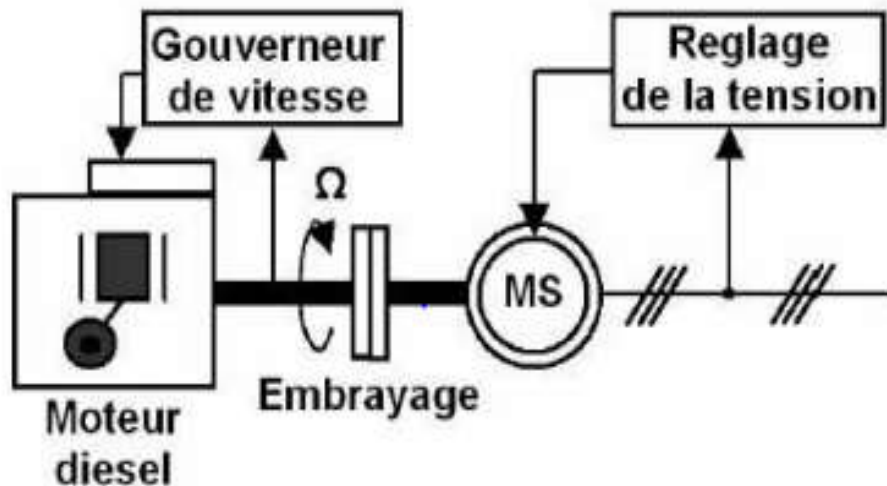 Gouverneur
de vitesse
Reglage
de la tension
Ω
MS
Embrayage
Moteur
diesel